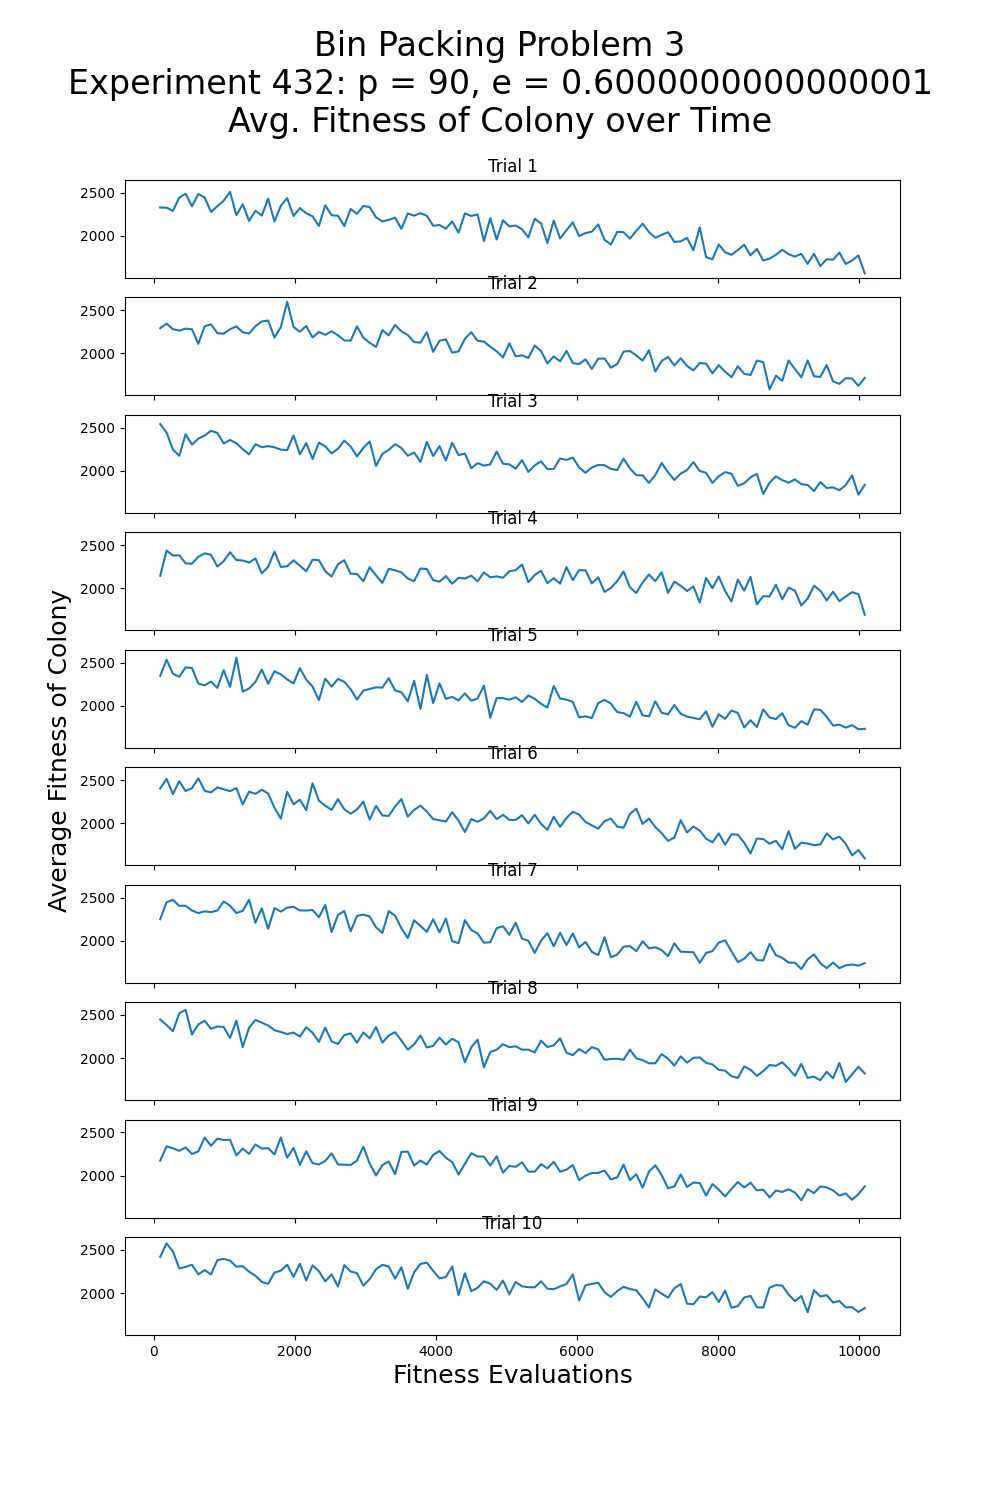 Bin Packing Problem 3
Experiment 432: p = 90, e = 0.6000000000000001
Avg. Fitness of Colony over Time
Trial 1
2500
2000
Trial 2
2500
2000
Trial 3
2500
2000
Trial 4
2500
2000
Trial 5
2500
2000
Trial 6
2500
2000
Trial 7
2500
2000
Trial 8
2500
2000
Trial 9
2500
2000
Trial 10
2500
2000
Average Fitness of Colony
0 2000 4000 6000 8000 10000
Fitness Evaluations